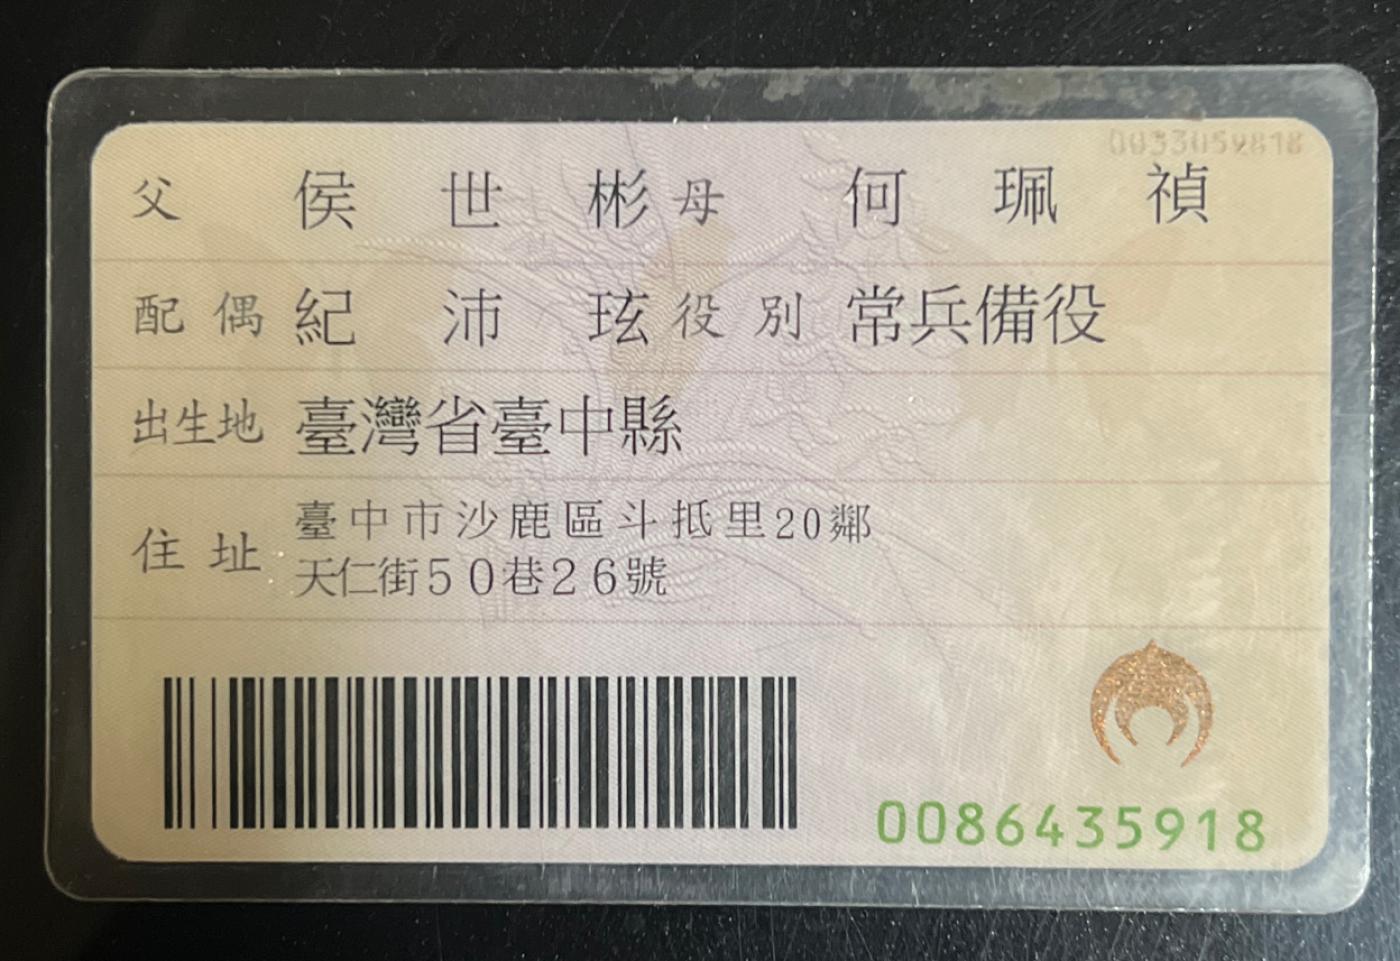 0033059818
父 侯世彬 母 何珮禎
配偶 紀沛玹 役別 常兵備役
出生地 臺灣省臺中縣
住址 臺中市沙鹿區斗抵里20鄰
天仁街50巷26號
0086435918